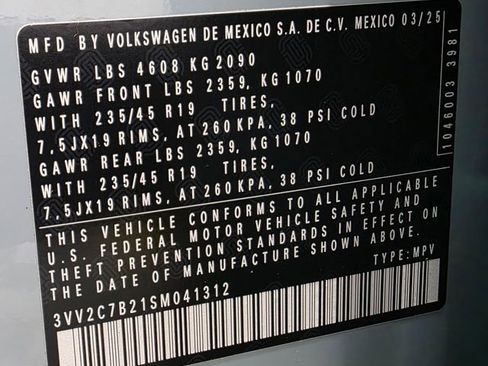 MFD BY VOLKSWAGEN DE MEXICO S.A. DE C.V. MEXICO 03/25
GVWR LBS 4608 KG 2090
GAWR FRONT LBS 2359, KG 1070
WITH 235/45 R19 TIRES,
7.5JX19 RIMS, AT 260 KPA, 38 PSI COLD
GAWR REAR LBS 2359, KG 1070
WITH 235/45 R19 TIRES,
7.5JX19 RIMS, AT 260 KPA, 38 PSI COLD
THIS VEHICLE CONFORMS TO ALL APPLICABLE
U.S. FEDERAL MOTOR VEHICLE SAFETY AND
THEFT PREVENTION STANDARDS IN EFFECT ON
THE DATE OF MANUFACTURE SHOWN ABOVE.
TYPE: MPV
3VV2C7B21SM041312
1046003 3981